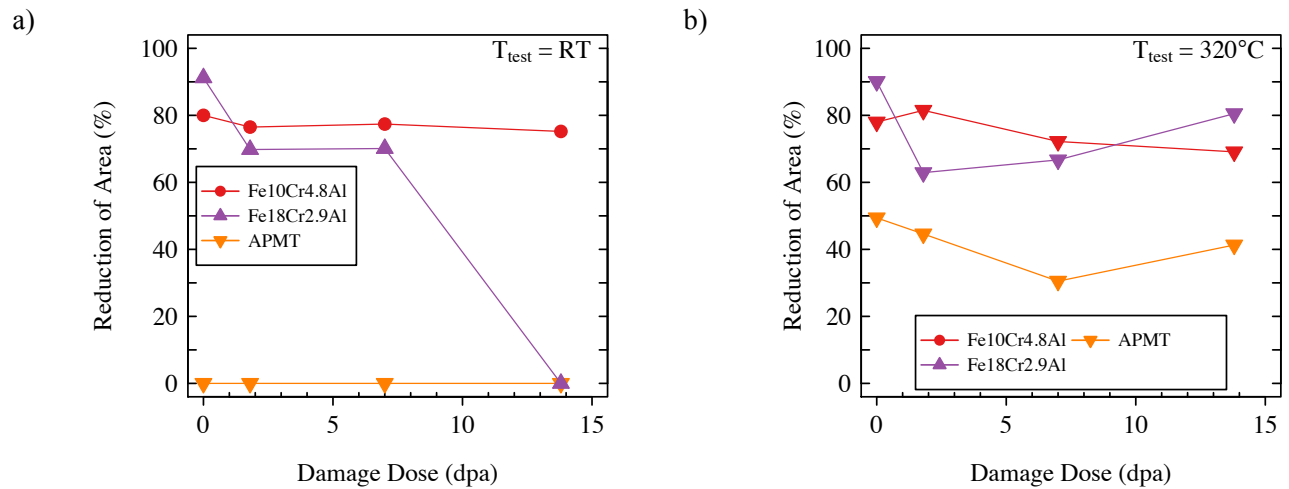 a)
T_test = RT
100
80
60
40
20
0
Reduction of Area (%)
Fe10Cr4.8Al
Fe18Cr2.9Al
APMT
0
5
10
15
Damage Dose (dpa)
b)
T_test = 320°C
100
80
60
40
20
0
Reduction of Area (%)
Fe10Cr4.8Al
APMT
Fe18Cr2.9Al
0
5
10
15
Damage Dose (dpa)